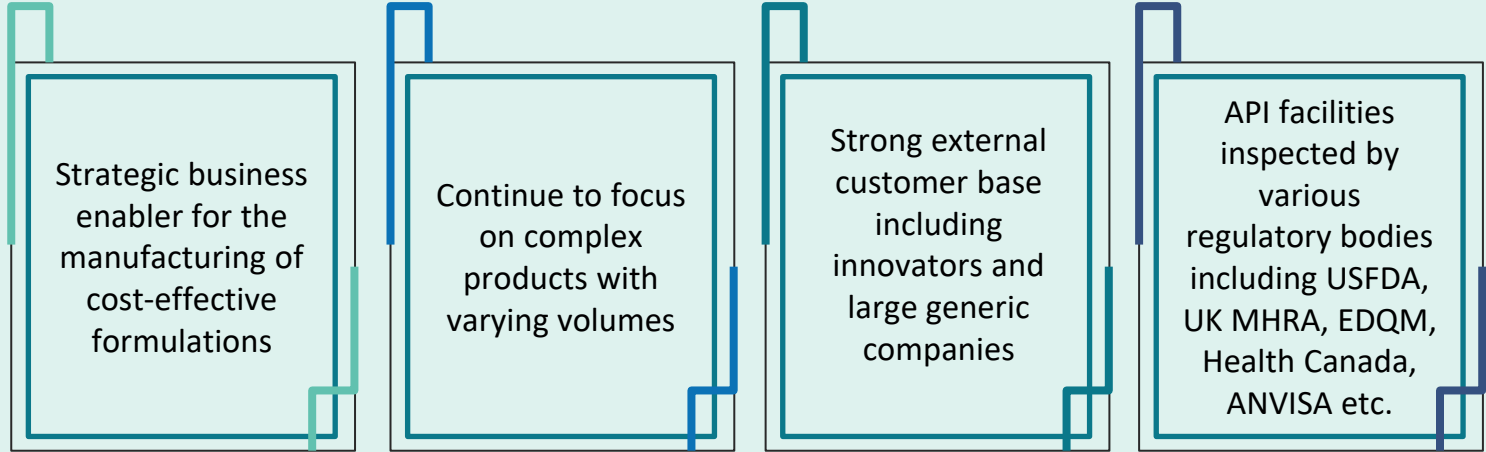 Strategic business
enabler for the
manufacturing of
cost-effective
formulations
Continue to focus
on complex
products with
varying volumes
Strong external
customer base
including
innovators and
large generic
companies
API facilities
inspected by
various
regulatory bodies
including USFDA,
UK MHRA, EDQM,
Health Canada,
ANVISA etc.